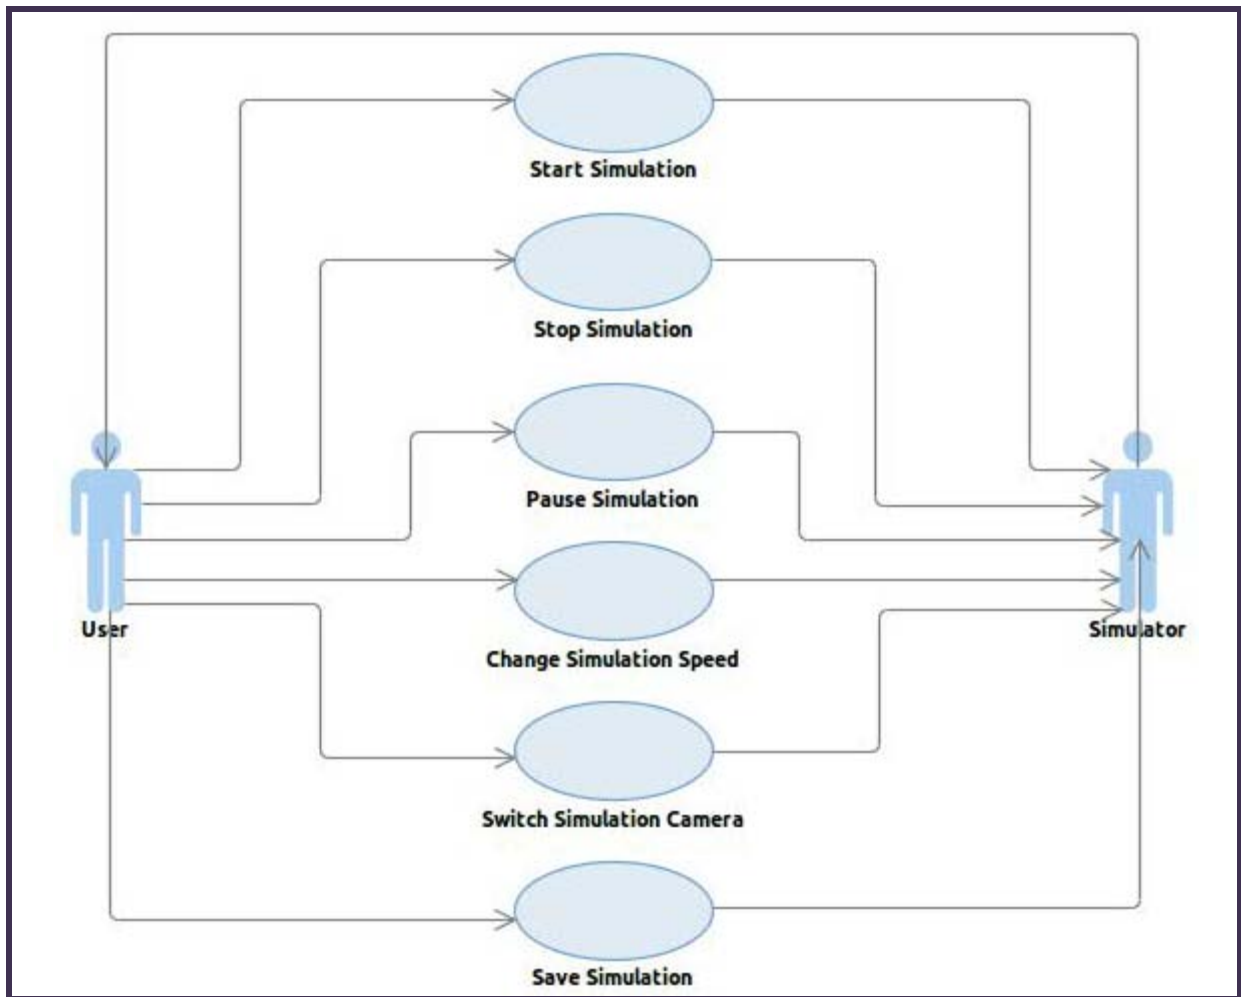 Start Simulation
Stop Simulation
Pause Simulation
User
Simulator
Change Simulation Speed
Switch Simulation Camera
Save Simulation